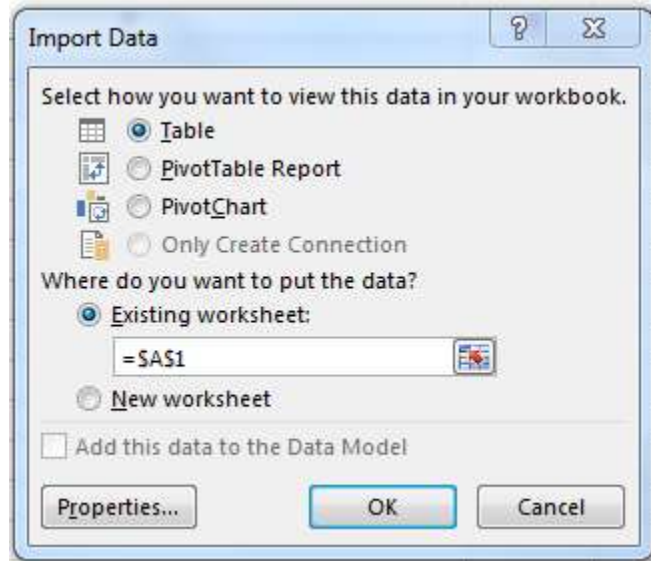 Import Data
Select how you want to view this data in your workbook.
Table
PivotTable Report
PivotChart
Only Create Connection
Where do you want to put the data?
Existing worksheet:
=$A$1
New worksheet
Add this data to the Data Model
Properties...
OK
Cancel